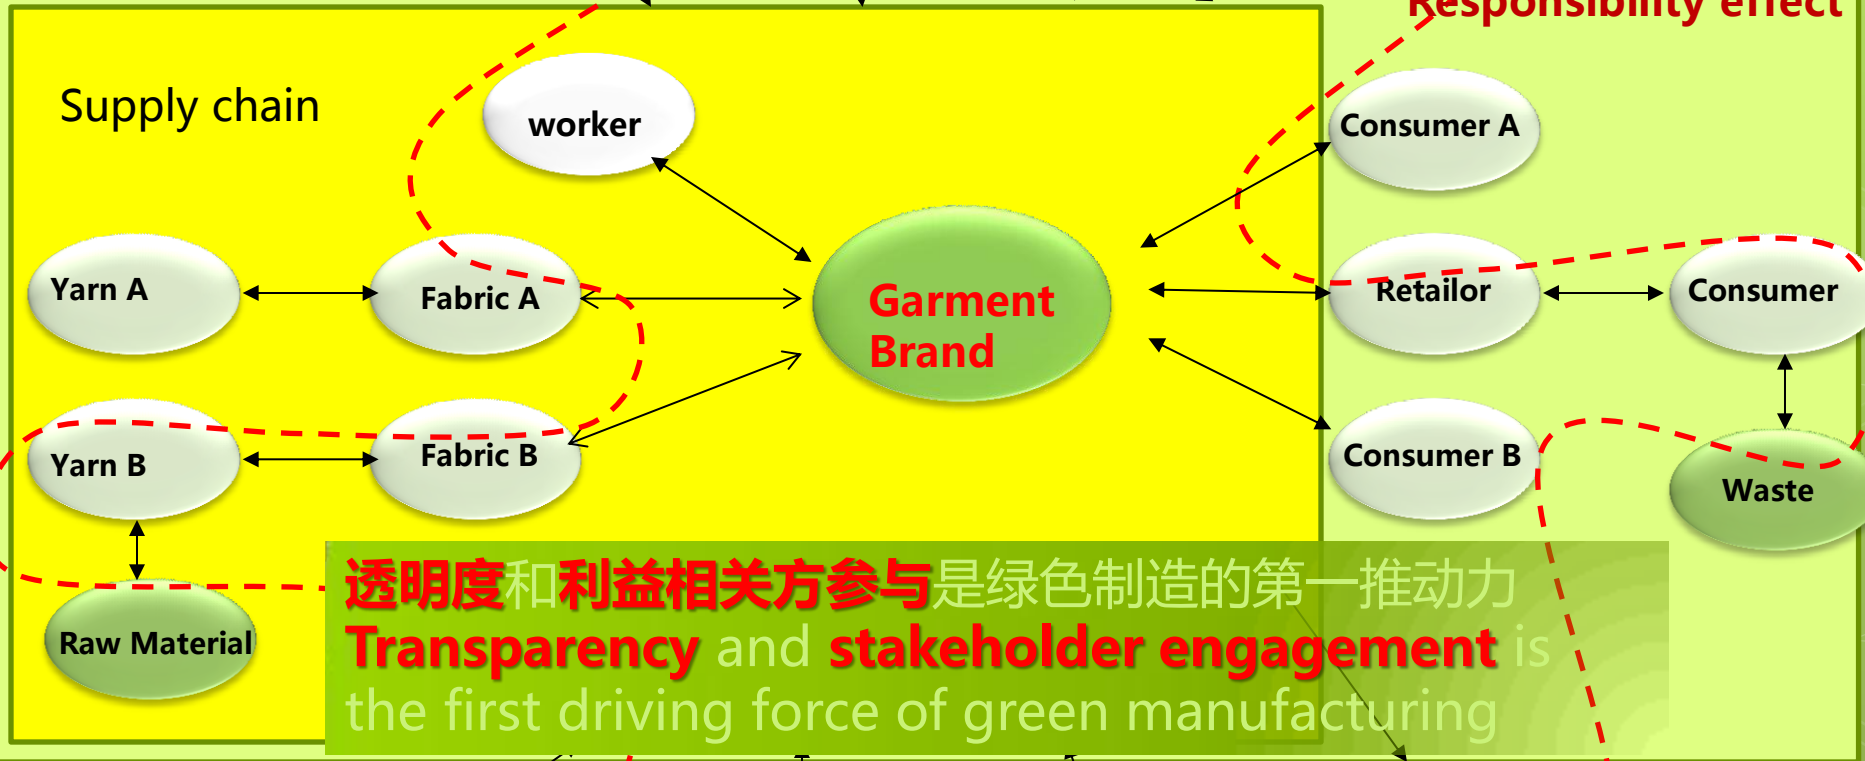 Responsibility effect
Supply chain
worker
Consumer A
Yarn A
Fabric A
Garment
Brand
Retailor
Consumer
Yarn B
Fabric B
Consumer B
Waste
Raw Material
透明度和利益相关方参与是绿色制造的第一推动力
Transparency and stakeholder engagement is
the first driving force of green manufacturing